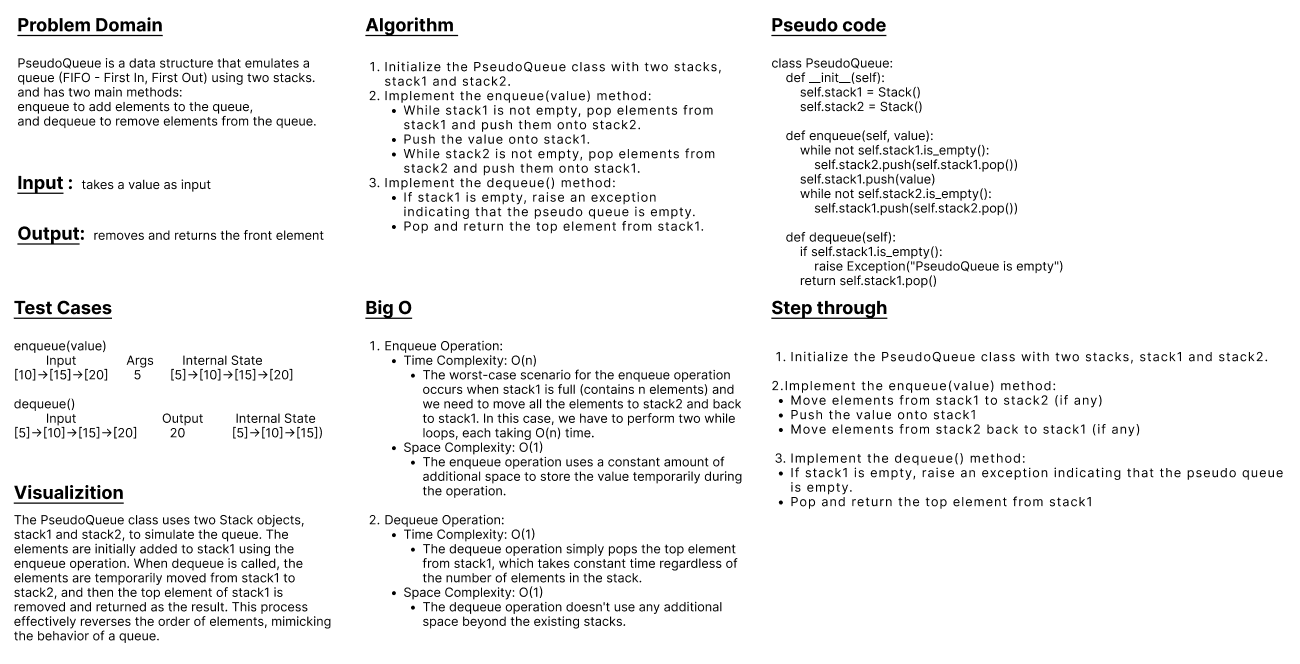 Problem Domain
PseudoQueue is a data structure that emulates a
queue (FIFO - First In, First Out) using two stacks.
and has two main methods:
enqueue to add elements to the queue,
and dequeue to remove elements from the queue.
Input : takes a value as input
Output: removes and returns the front element
Algorithm
1. Initialize the PseudoQueue class with two stacks,
stack1 and stack2.
2. Implement the enqueue(value) method:
• While stack1 is not empty, pop elements from
stack1 and push them onto stack2.
• Push the value onto stack1.
• While stack2 is not empty, pop elements from
stack2 and push them onto stack1.
3. Implement the dequeue() method:
• If stack1 is empty, raise an exception
indicating that the pseudo queue is empty.
• Pop and return the top element from stack1.
Pseudo code
class PseudoQueue:
def __init__(self):
self.stack1 = Stack()
self.stack2 = Stack()
def enqueue(self, value):
while not self.stack1.is_empty():
self.stack2.push(self.stack1.pop())
self.stack1.push(value)
while not self.stack2.is_empty():
self.stack1.push(self.stack2.pop())
def dequeue(self):
if self.stack1.is_empty():
raise Exception("PseudoQueue is empty")
return self.stack1.pop()
Test Cases
enqueue(value)
Input Args Internal State
[10]->[15]->[20] 5 [5]->[10]->[15]->[20]
dequeue()
Input Output Internal State
[5]->[10]->[15]->[20] 20 [5]->[10]->[15])
Visualizition
The PseudoQueue class uses two Stack objects,
stack1 and stack2, to simulate the queue. The
elements are initially added to stack1 using the
enqueue operation. When dequeue is called, the
elements are temporarily moved from stack1 to
stack2, and then the top element of stack1 is
removed and returned as the result. This process
effectively reverses the order of elements, mimicking
the behavior of a queue.
Big O
1. Enqueue Operation:
• Time Complexity: O(n)
• The worst-case scenario for the enqueue operation
occurs when stack1 is full (contains n elements) and
we need to move all the elements to stack2 and back
to stack1. In this case, we have to perform two while
loops, each taking O(n) time.
• Space Complexity: O(1)
• The enqueue operation uses a constant amount of
additional space to store the value temporarily during
the operation.
2. Dequeue Operation:
• Time Complexity: O(1)
• The dequeue operation simply pops the top element
from stack1, which takes constant time regardless of
the number of elements in the stack.
• Space Complexity: O(1)
• The dequeue operation doesn't use any additional
space beyond the existing stacks.
Step through
1. Initialize the PseudoQueue class with two stacks, stack1 and stack2.
2.Implement the enqueue(value) method:
• Move elements from stack1 to stack2 (if any)
• Push the value onto stack1
• Move elements from stack2 back to stack1 (if any)
3. Implement the dequeue() method:
• If stack1 is empty, raise an exception indicating that the pseudo queue
is empty.
• Pop and return the top element from stack1